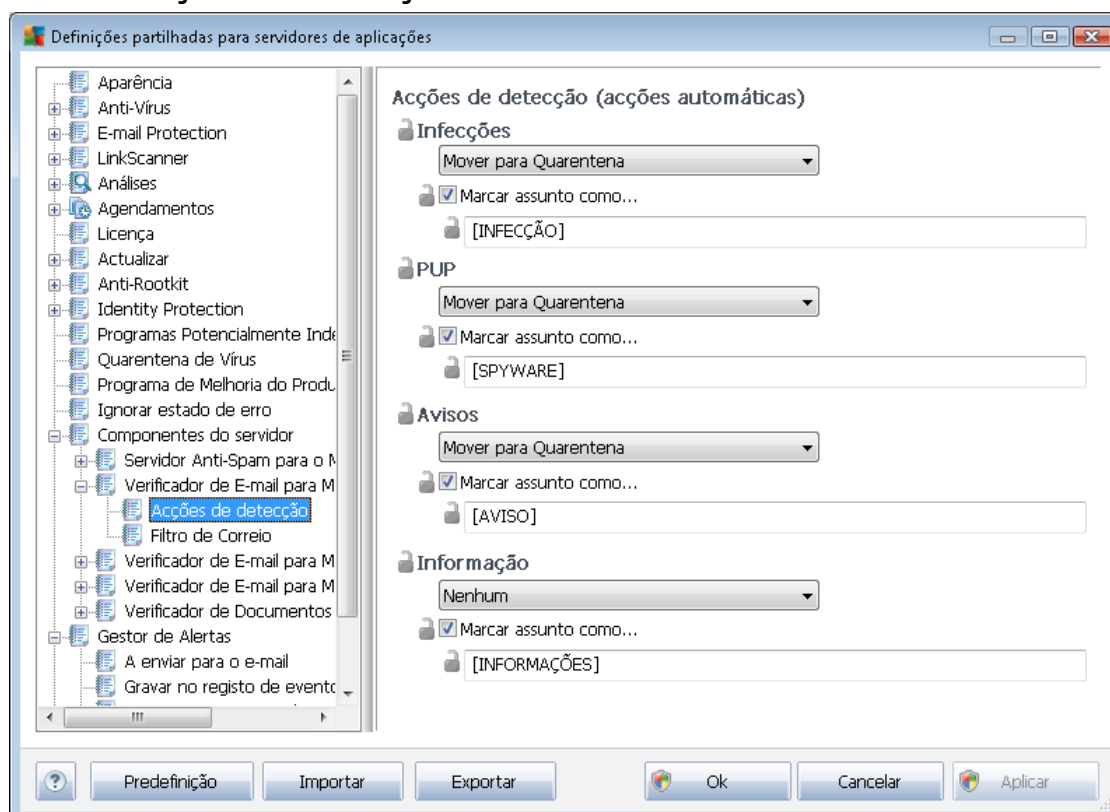 Definições partilhadas para servidores de aplicações
Aparência
Anti-Vírus
E-mail Protection
LinkScanner
Análises
Agendamentos
Licença
Actualizar
Anti-Rootkit
Identity Protection
Programas Potencialmente Inde
Quarentena de Vírus
Programa de Melhoria do Produ
Ignorar estado de erro
Componentes do servidor
Servidor Anti-Spam para o M
Verificador de E-mail para M
Acções de detecção
Filtro de Correio
Verificador de E-mail para M
Verificador de E-mail para M
Verificador de Documentos
Gestor de Alertas
A enviar para o e-mail
Gravar no registo de evento
Acções de detecção (acções automáticas)
Infecções
Mover para Quarentena
Marcar assunto como...
[INFECÇÃO]
PUP
Mover para Quarentena
Marcar assunto como...
[SPYWARE]
Avisos
Mover para Quarentena
Marcar assunto como...
[AVISO]
Informação
Nenhum
Marcar assunto como...
[INFORMAÇÕES]
? Predefinição Importar Exportar Ok Cancelar Aplicar